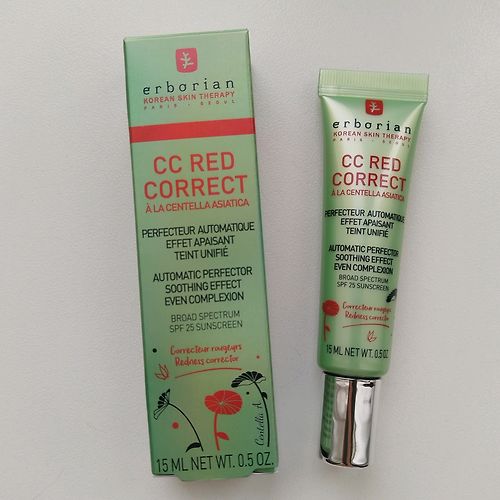 erborian
KOREAN SKIN THERAPY
PARIS - SEOUL
CC RED
CORRECT
À LA CENTELLA ASIATICA
PERFECTEUR AUTOMATIQUE
EFFET APAISANT
TEINT UNIFIÉ
AUTOMATIC PERFECTOR
SOOTHING EFFECT
EVEN COMPLEXION
BROAD SPECTRUM
SPF 25 SUNSCREEN
Correcteur rougeurs
Redness corrector
Centella A
15 ML NET WT. 0.5 OZ.
erborian
KOREAN SKIN THERAPY
PARIS - SEOUL
CC RED
CORRECT
À LA CENTELLA ASIATICA
PERFECTEUR AUTOMATIQUE
EFFET APAISANT
TEINT UNIFIÉ
AUTOMATIC PERFECTOR
SOOTHING EFFECT
EVEN COMPLEXION
BROAD SPECTRUM
SPF 25 SUNSCREEN
Correcteur rougeurs
Redness corrector
15 ML NET WT. 0.5 OZ.